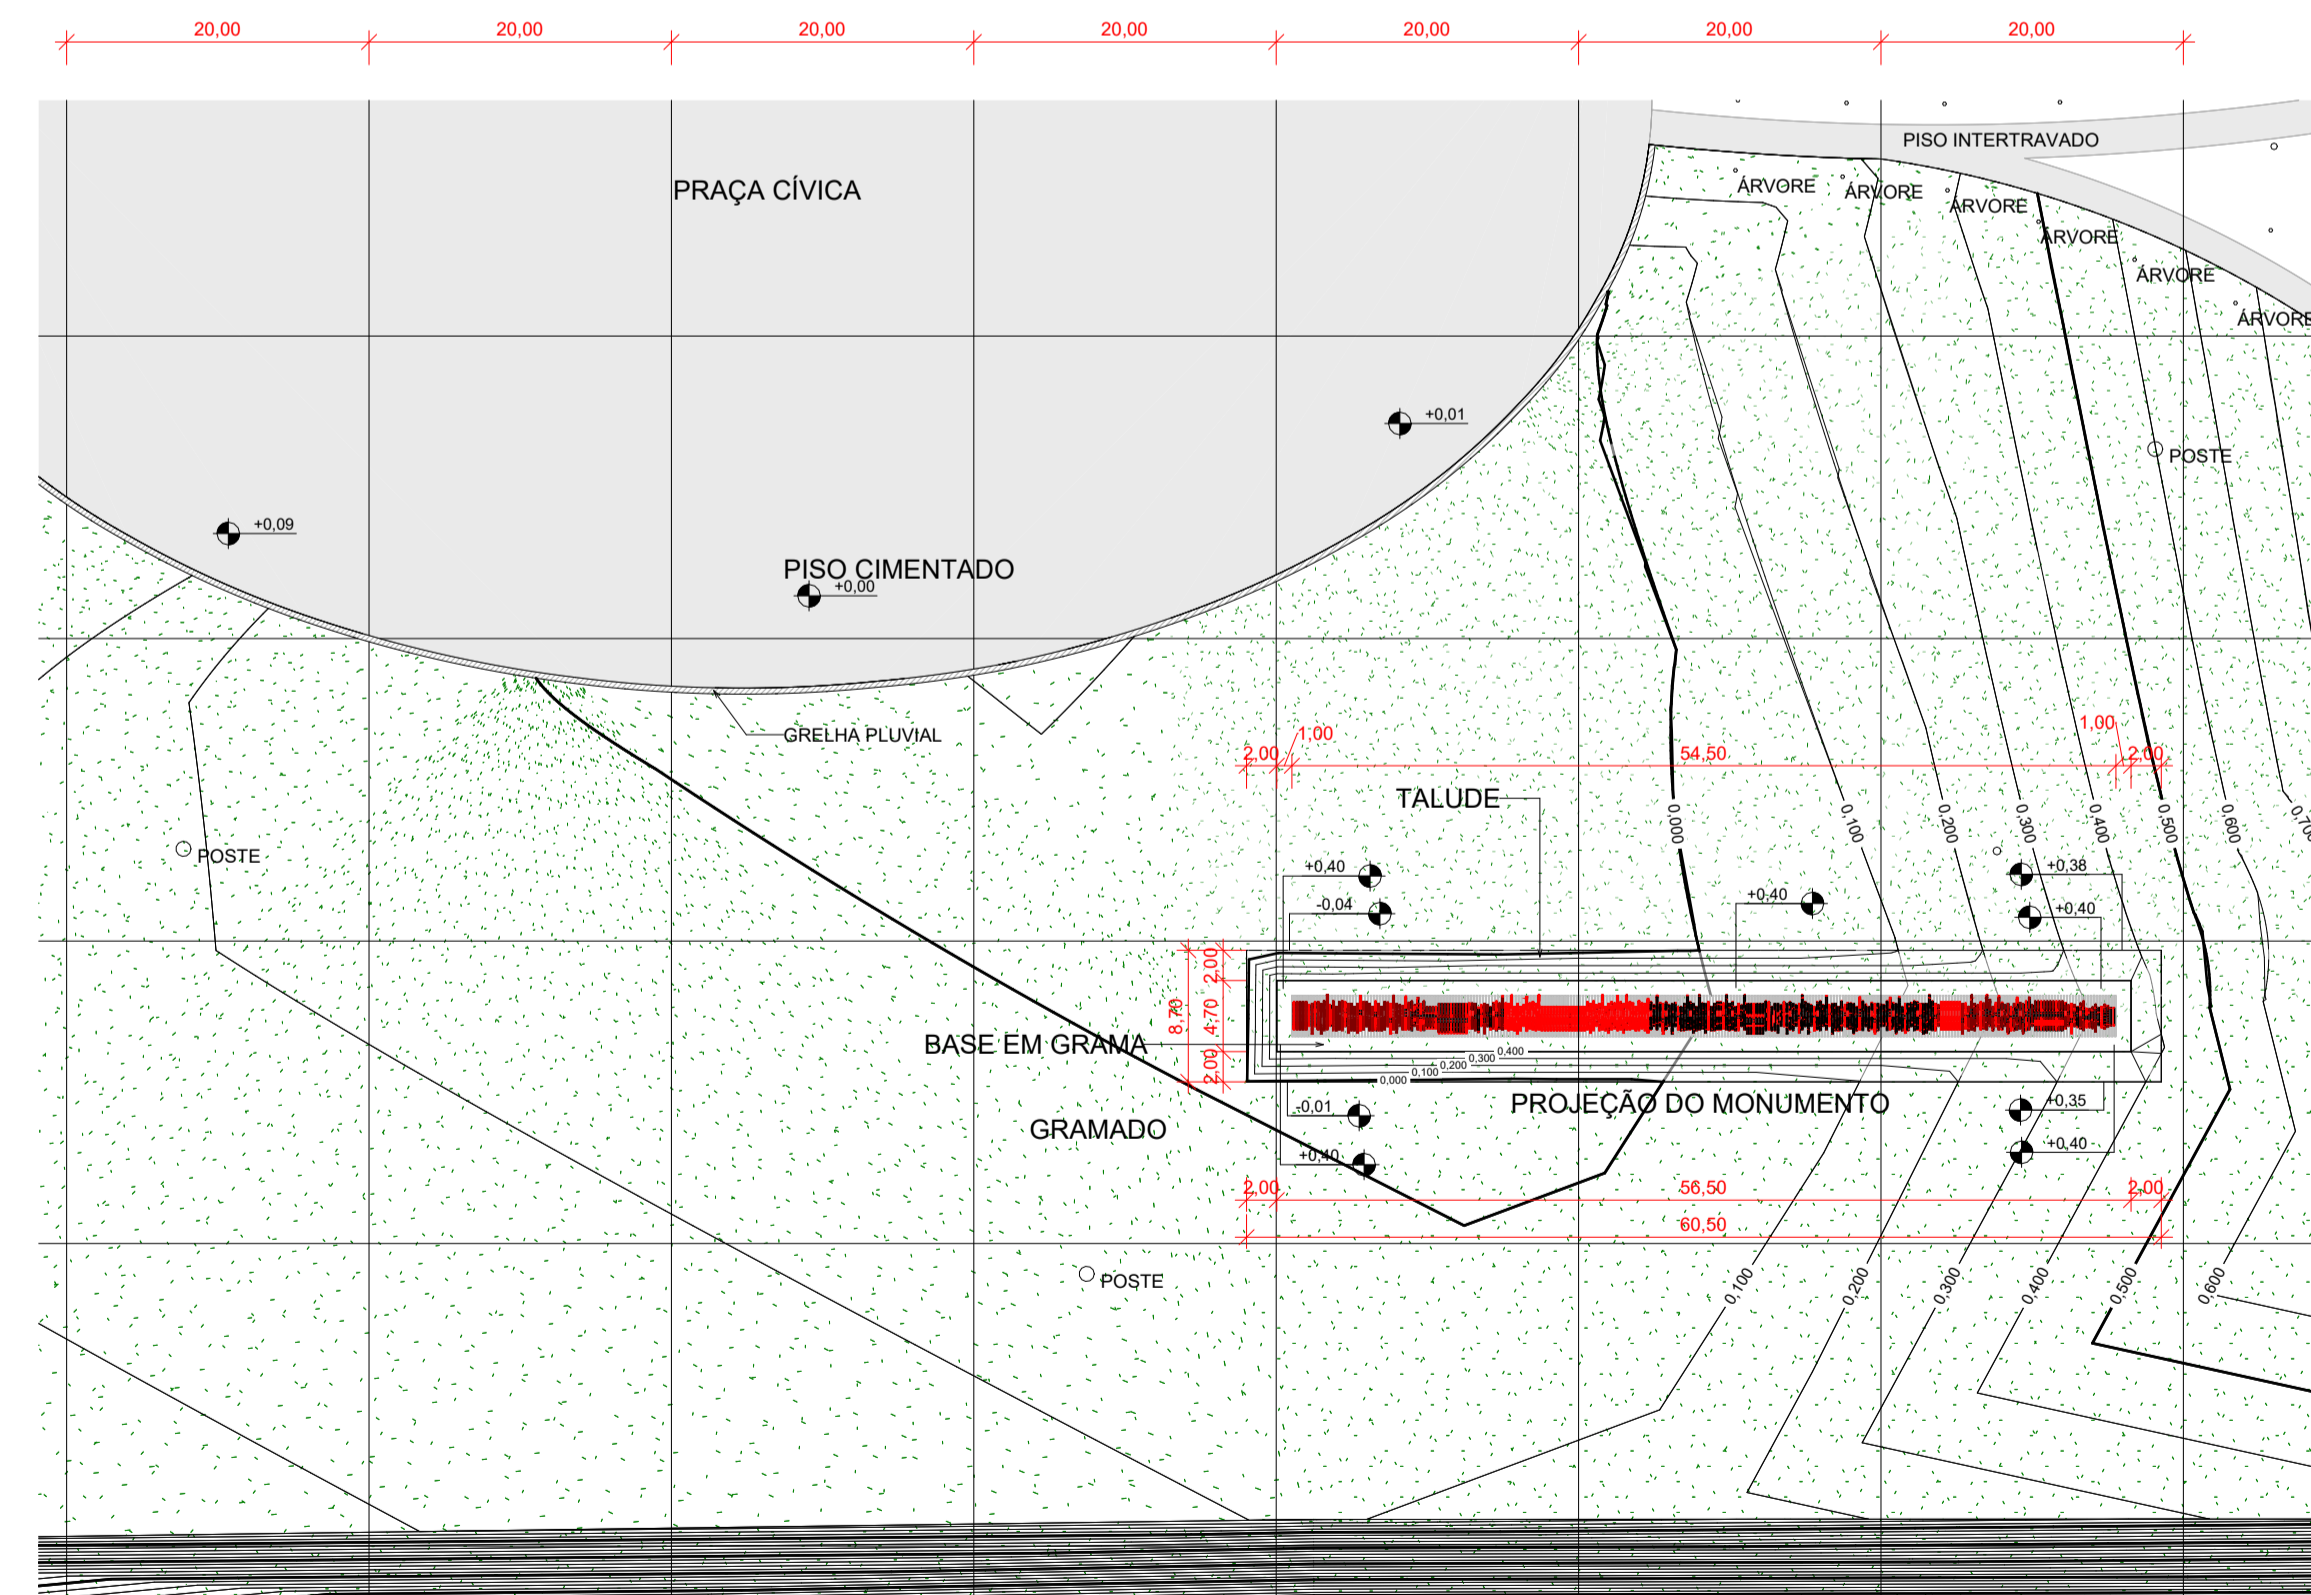 20,00 20,00 20,00 20,00 20,00 20,00 20,00
PISO INTERTRAVADO
PRAÇA CÍVICA
ÁRVORE
ÁRVORE
ÁRVORE
ÁRVORE
ÁRVORE
ÁRVORE
+0,01
POSTE
+0,09
PISO CIMENTADO
+0,00
GRELHA PLUVIAL
1,00
1,00
2,00
54,50
2,00
TALUDE
0,000
0,100
0,200
0,300
0,400
0,500
0,600
POSTE
+0,40
+0,38
-0,04
+0,40
+0,40
2,00
8,70
4,70
2,00
BASE EM GRAMA
0,400
0,300
0,200
0,100
0,000
PROJEÇÃO DO MONUMENTO
-0,01
+0,35
GRAMADO
+0,40
+0,40
2,00
56,50
2,00
60,50
POSTE
0,100
0,200
0,300
0,400
0,500
0,600